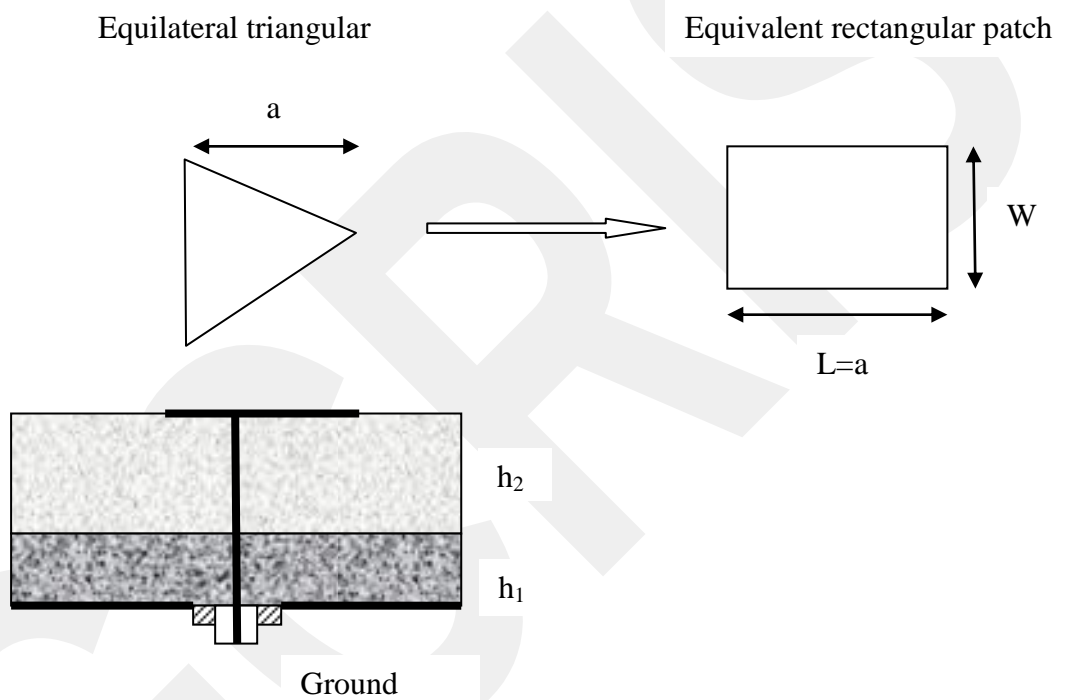 Equilateral triangular
Equivalent rectangular patch
a
W
L=a
h₂
h₁
Ground